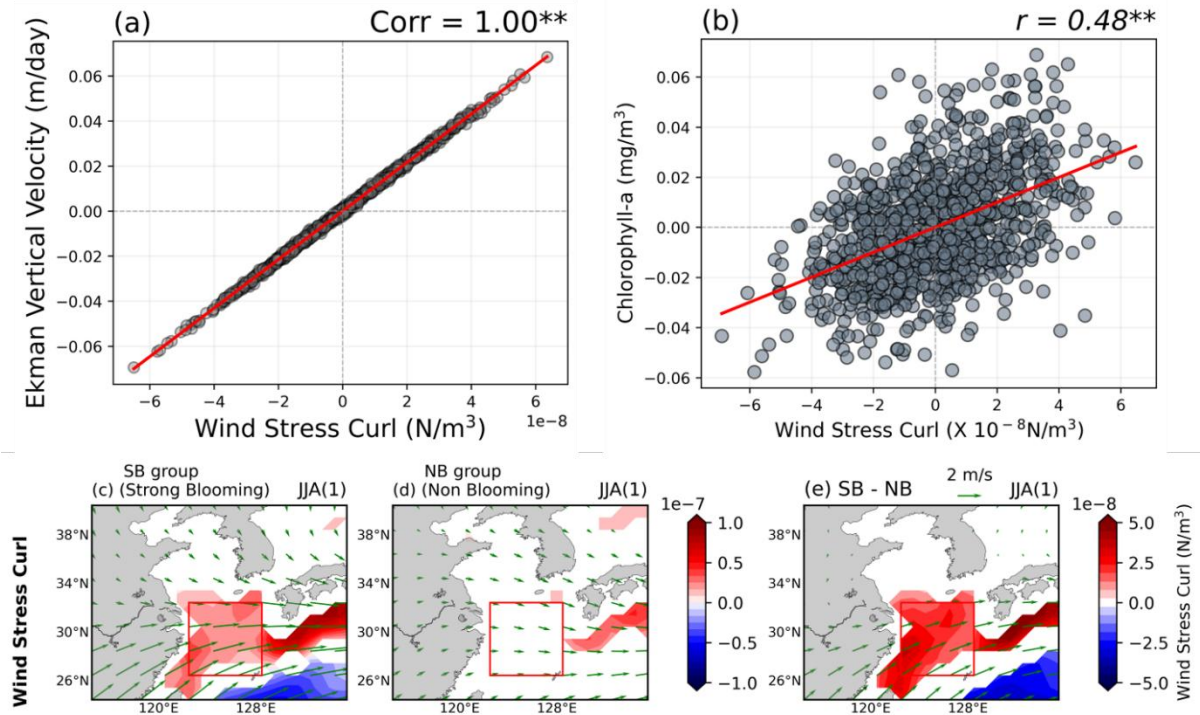 (a) Corr = 1.00**
Ekman Vertical Velocity (m/day)
0.06
0.04
0.02
0.00
−0.02
−0.04
−0.06
−6 −4 −2 0 2 4 6
1e-8
Wind Stress Curl (N/m³)
(b) r = 0.48**
Chlorophyll-a (mg/m³)
0.06
0.04
0.02
0.00
−0.02
−0.04
−0.06
−6 −4 −2 0 2 4 6
Wind Stress Curl (X 10⁻⁸N/m³)
Wind Stress Curl
SB group
(c) (Strong Blooming) JJA(1)
38°N
34°N
30°N
26°N
120°E 128°E
NB group
(d) (Non Blooming) JJA(1)
38°N
34°N
30°N
26°N
120°E 128°E
1e-7
1.0
0.5
0.0
−0.5
−1.0
(e) SB - NB 2 m/s JJA(1)
38°N
34°N
30°N
26°N
120°E 128°E
1e-8
5.0
2.5
0.0
−2.5
−5.0
Wind Stress Curl (N/m³)